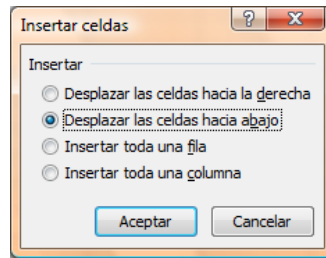 Insertar celdas
Insertar
Desplazar las celdas hacia la derecha
Desplazar las celdas hacia abajo
Insertar toda una fila
Insertar toda una columna
Aceptar Cancelar